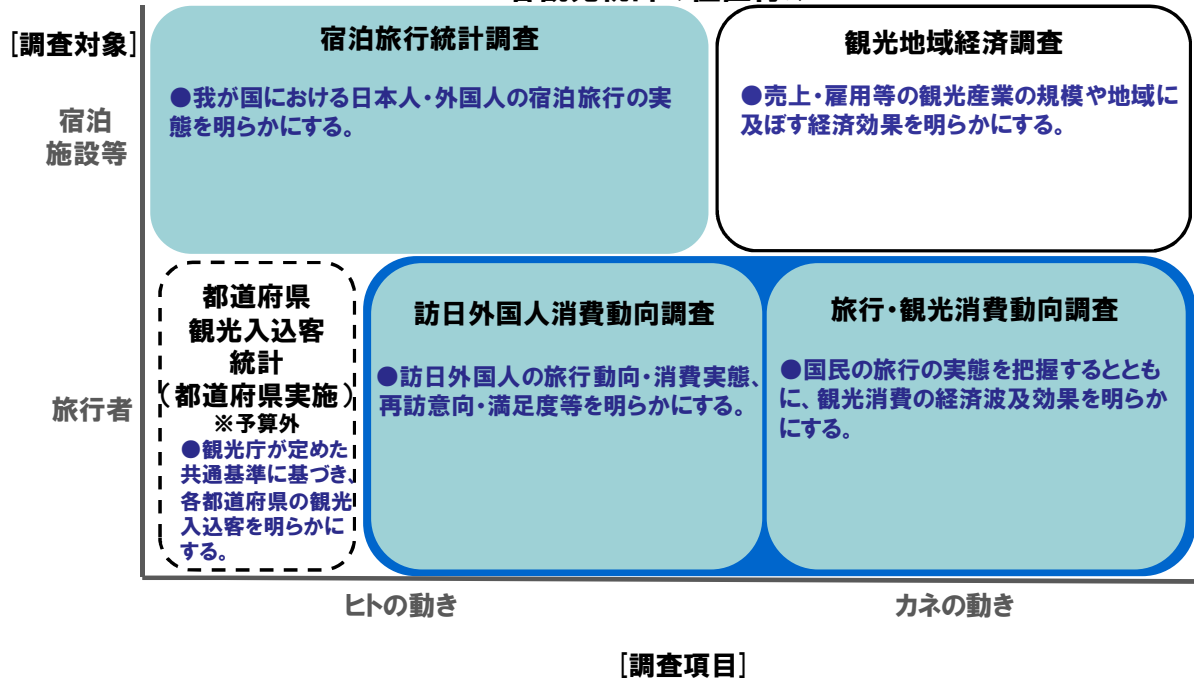 [調査対象]
宿泊旅行統計調査
●我が国における日本人・外国人の宿泊旅行の実
態を明らかにする。
観光地域経済調査
●売上・雇用等の観光産業の規模や地域に
及ぼす経済効果を明らかにする。
宿泊
施設等
都道府県
観光入込客
統計
(都道府県実施)
※予算外
●観光庁が定めた
共通基準に基づき、
各都道府県の観光
入込客を明らかに
する。
訪日外国人消費動向調査
●訪日外国人の旅行動向・消費実態、
再訪意向・満足度等を明らかにする。
旅行・観光消費動向調査
●国民の旅行の実態を把握するととも
に、観光消費の経済波及効果を明らか
にする。
旅行者
ヒトの動き
カネの動き
[調査項目]